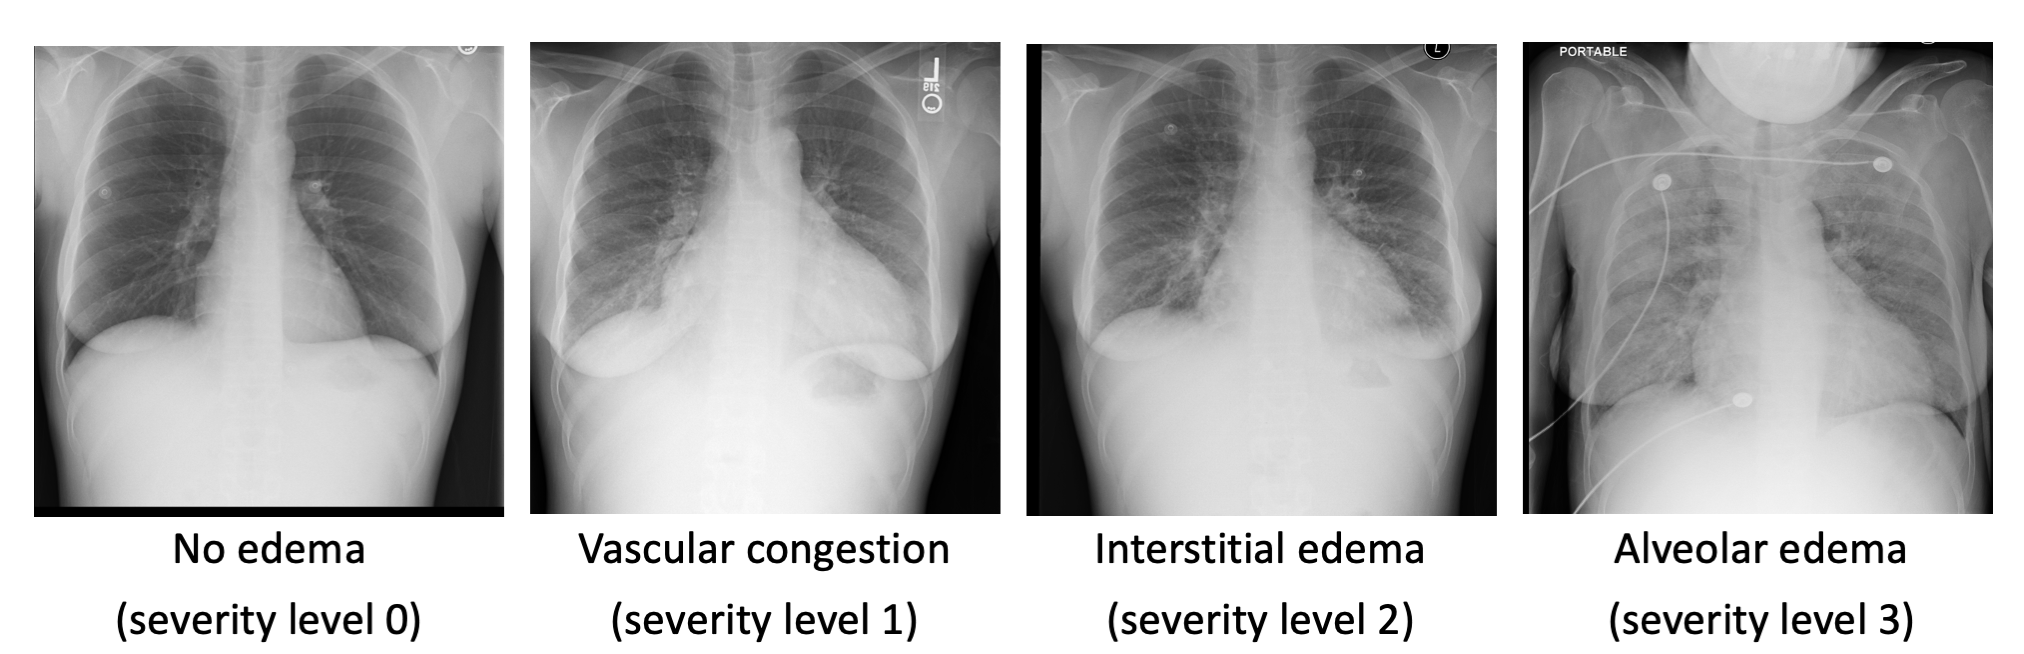 L
L
PORTABLE
No edema
Vascular congestion
Interstitial edema
Alveolar edema
(severity level 0)
(severity level 1)
(severity level 2)
(severity level 3)